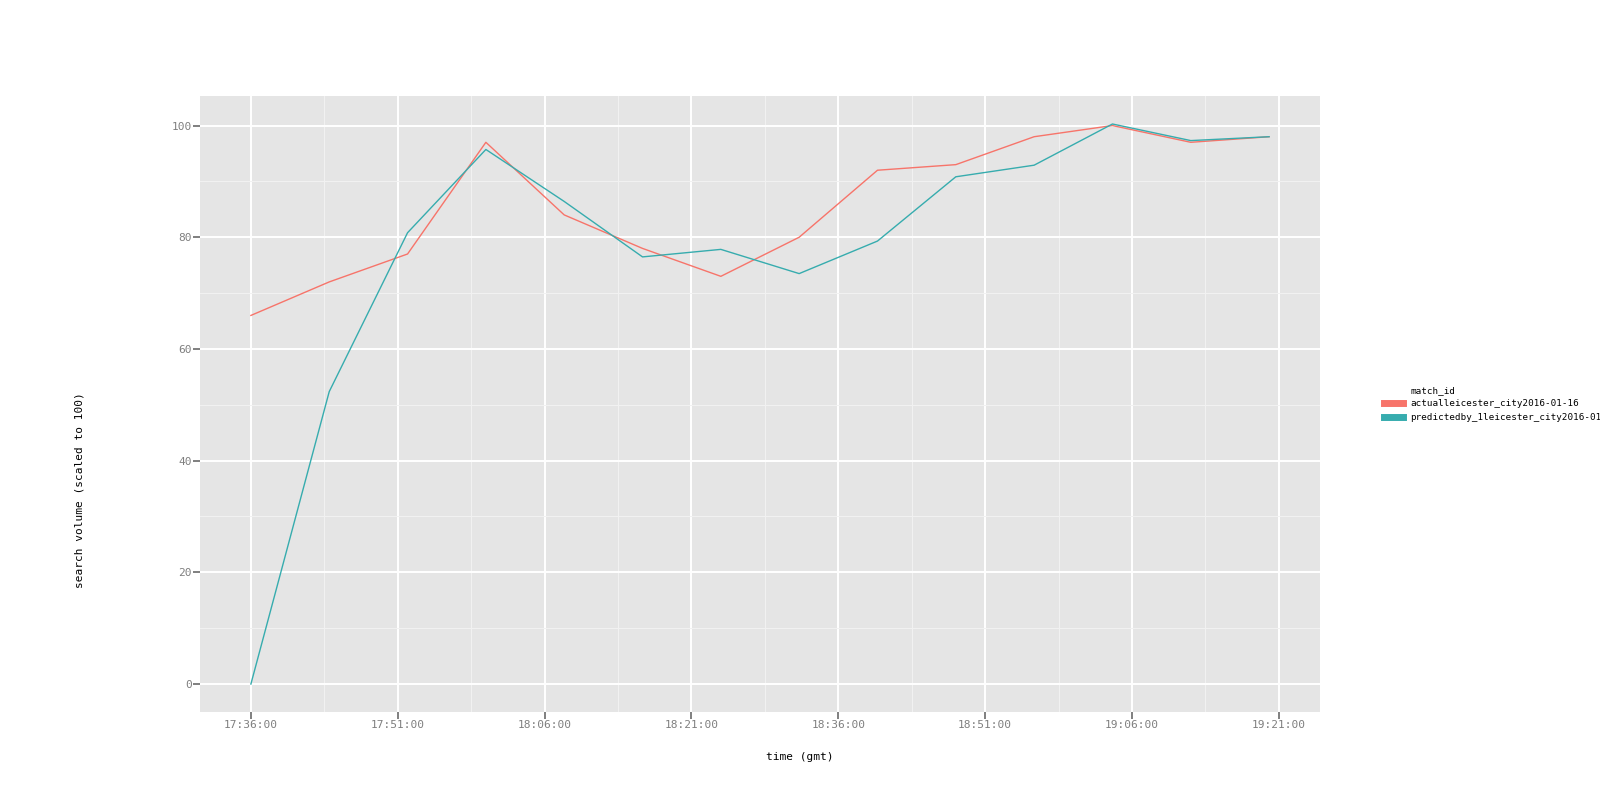 100
80
60
40
20
0
search volume (scaled to 100)
17:36:00 17:51:00 18:06:00 18:21:00 18:36:00 18:51:00 19:06:00 19:21:00
time (gmt)
match_id
actualleicester_city2016-01-16
predictedby_1leicester_city2016-01